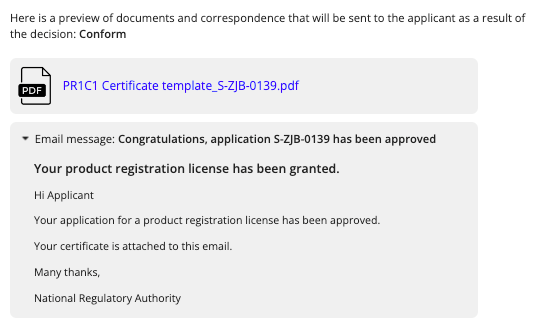 Here is a preview of documents and correspondence that will be sent to the applicant as a result of
the decision: Conform
PDF
PR1C1 Certificate template_S-ZJB-0139.pdf
Email message: Congratulations, application S-ZJB-0139 has been approved
Your product registration license has been granted.
Hi Applicant
Your application for a product registration license has been approved.
Your certificate is attached to this email.
Many thanks,
National Regulatory Authority